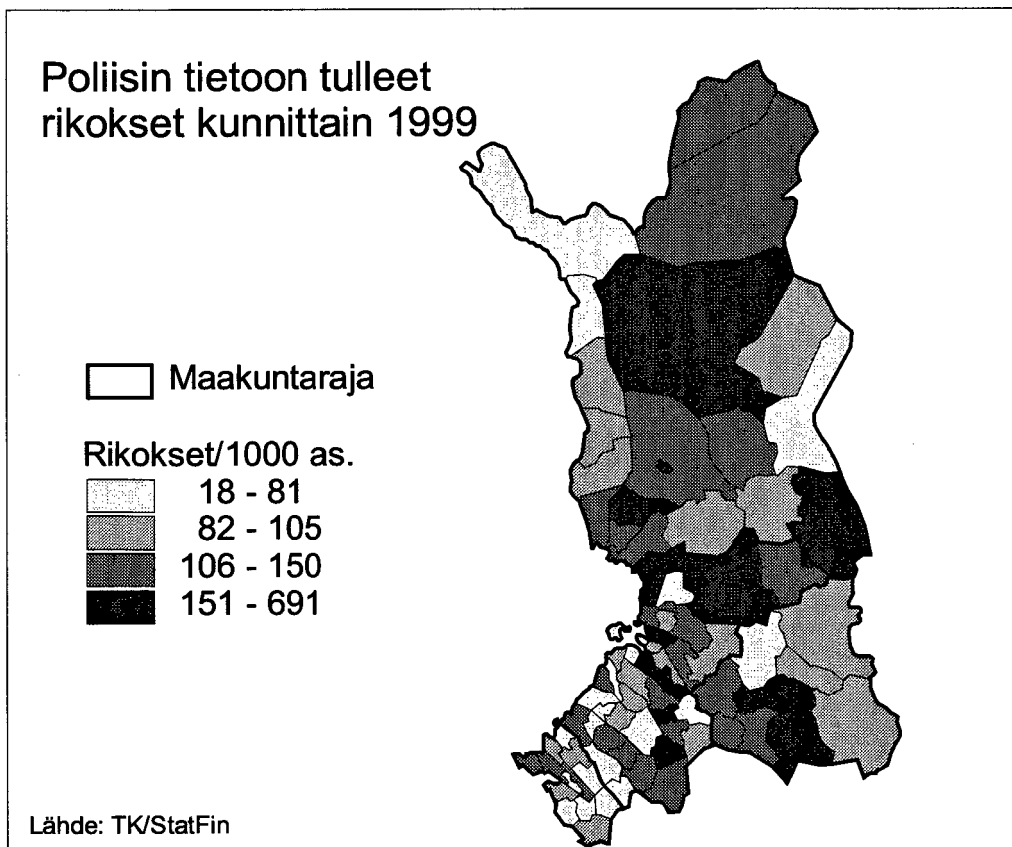 Poliisin tietoon tulleet
rikokset kunnittain 1999
Maakuntaraja
Rikokset/1000 as.
18 - 81
82 - 105
106 - 150
151 - 691
Lähde: TK/StatFin